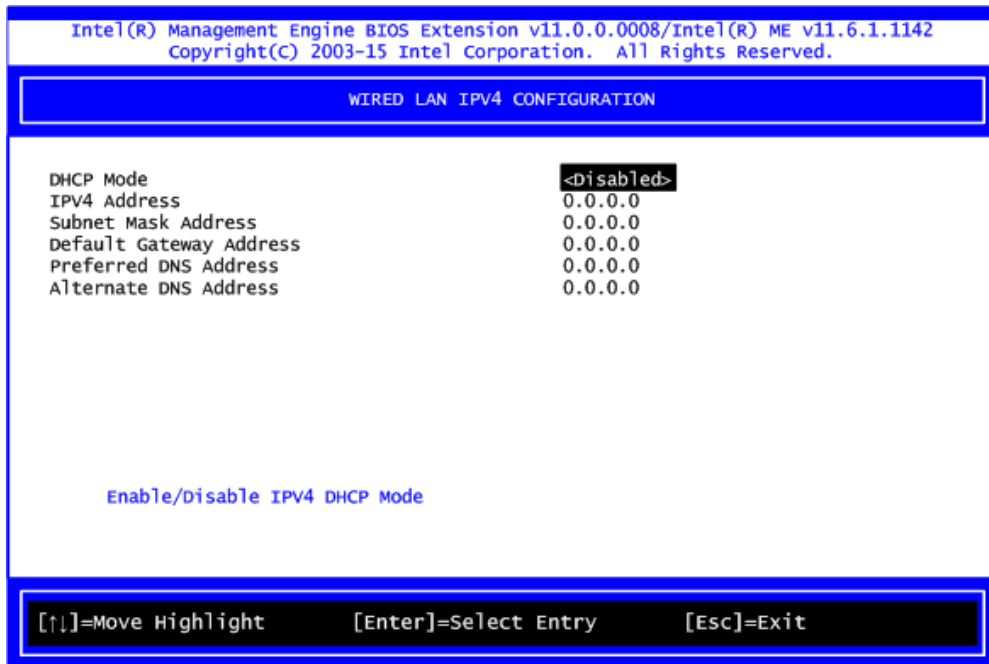 Intel(R) Management Engine BIOS Extension v11.0.0.0008/Intel(R) ME v11.6.1.1142
Copyright(C) 2003-15 Intel Corporation. All Rights Reserved.
WIRED LAN IPV4 CONFIGURATION
DHCP Mode <Disabled>
IPV4 Address 0.0.0.0
Subnet Mask Address 0.0.0.0
Default Gateway Address 0.0.0.0
Preferred DNS Address 0.0.0.0
Alternate DNS Address 0.0.0.0
Enable/Disable IPV4 DHCP Mode
[↑↓]=Move Highlight [Enter]=Select Entry [Esc]=Exit